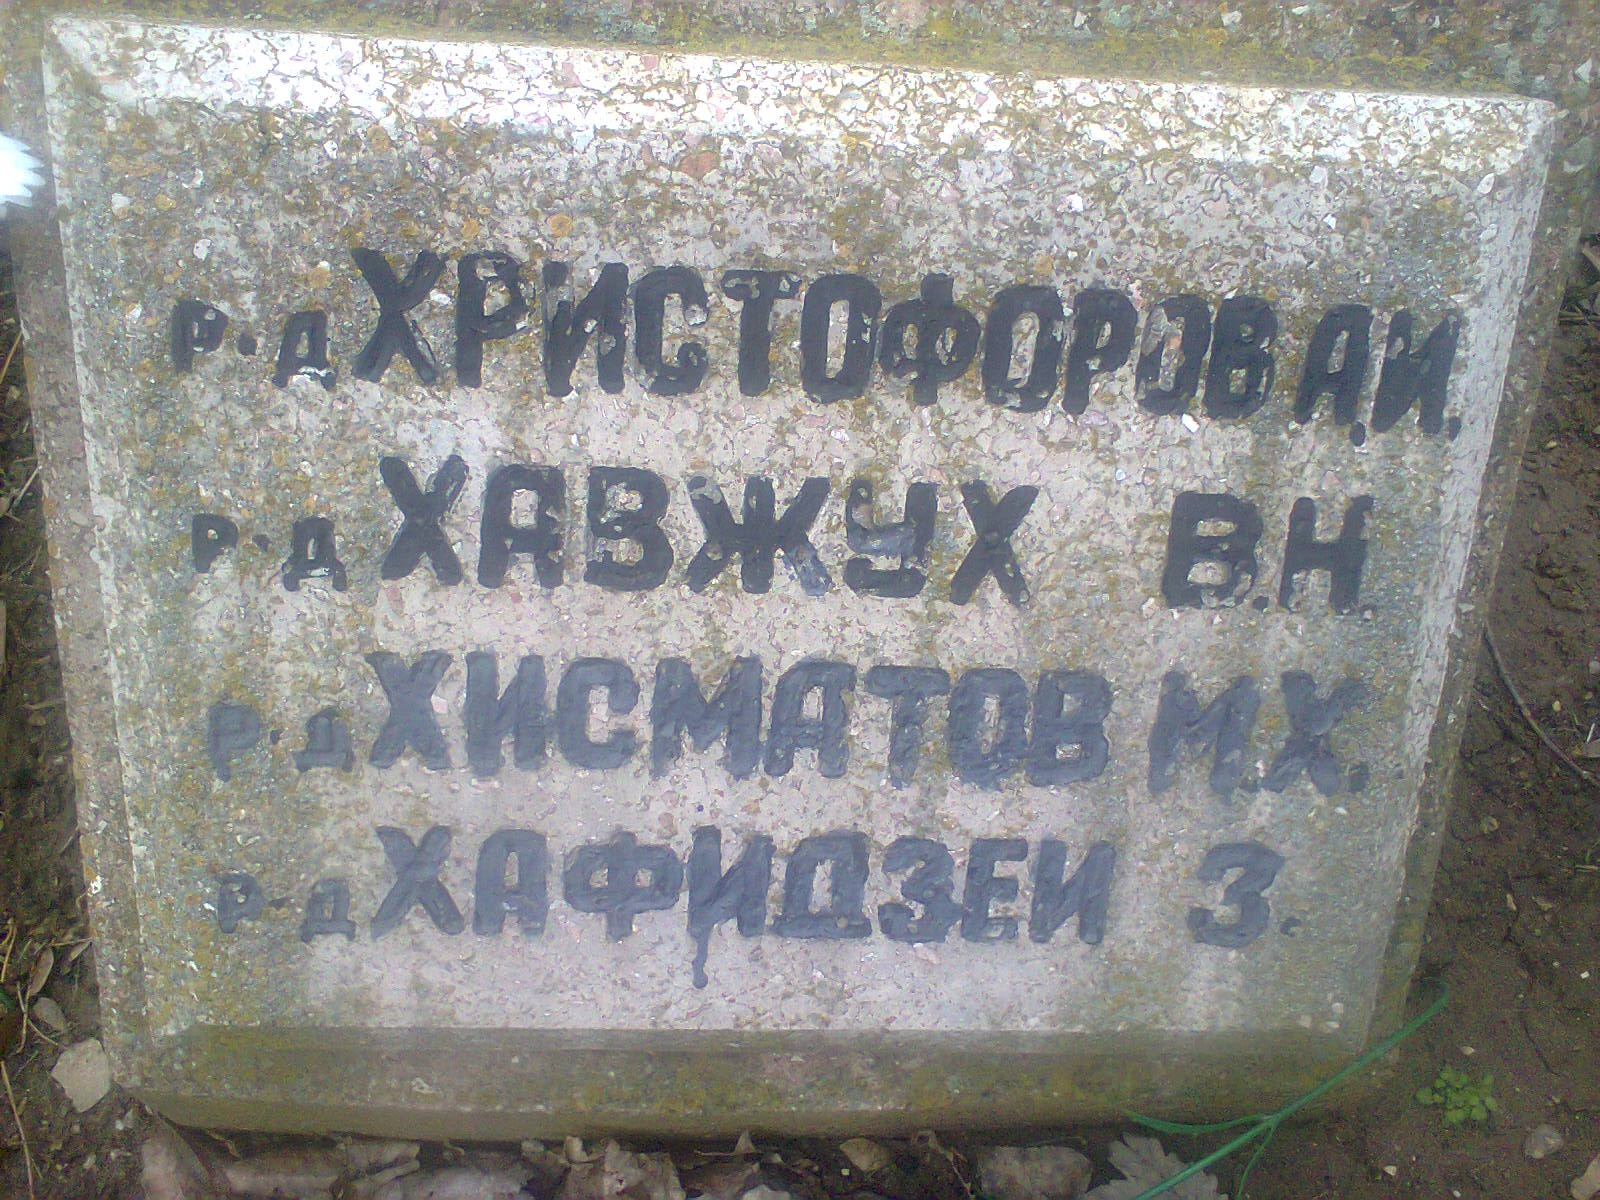 р-д ХРИСТОФОРОВ А.И.
р-д ХАВЖУХ В.Н.
р-д ХИСМАТОВ И.Х.
р-д ХАФИДЗЕИ З.